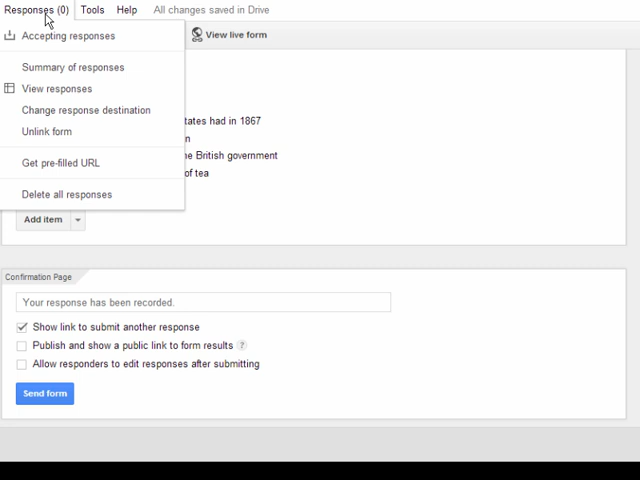 Responses (0) Tools Help All changes saved in Drive
Accepting responses
View live form
Summary of responses
View responses
Change response destination
tates had in 1867
Unlink form
n
he British government
Get pre-filled URL
of tea
Delete all responses
Add item
Confirmation Page
Your response has been recorded.
Show link to submit another response
Publish and show a public link to form results ?
Allow responders to edit responses after submitting
Send form